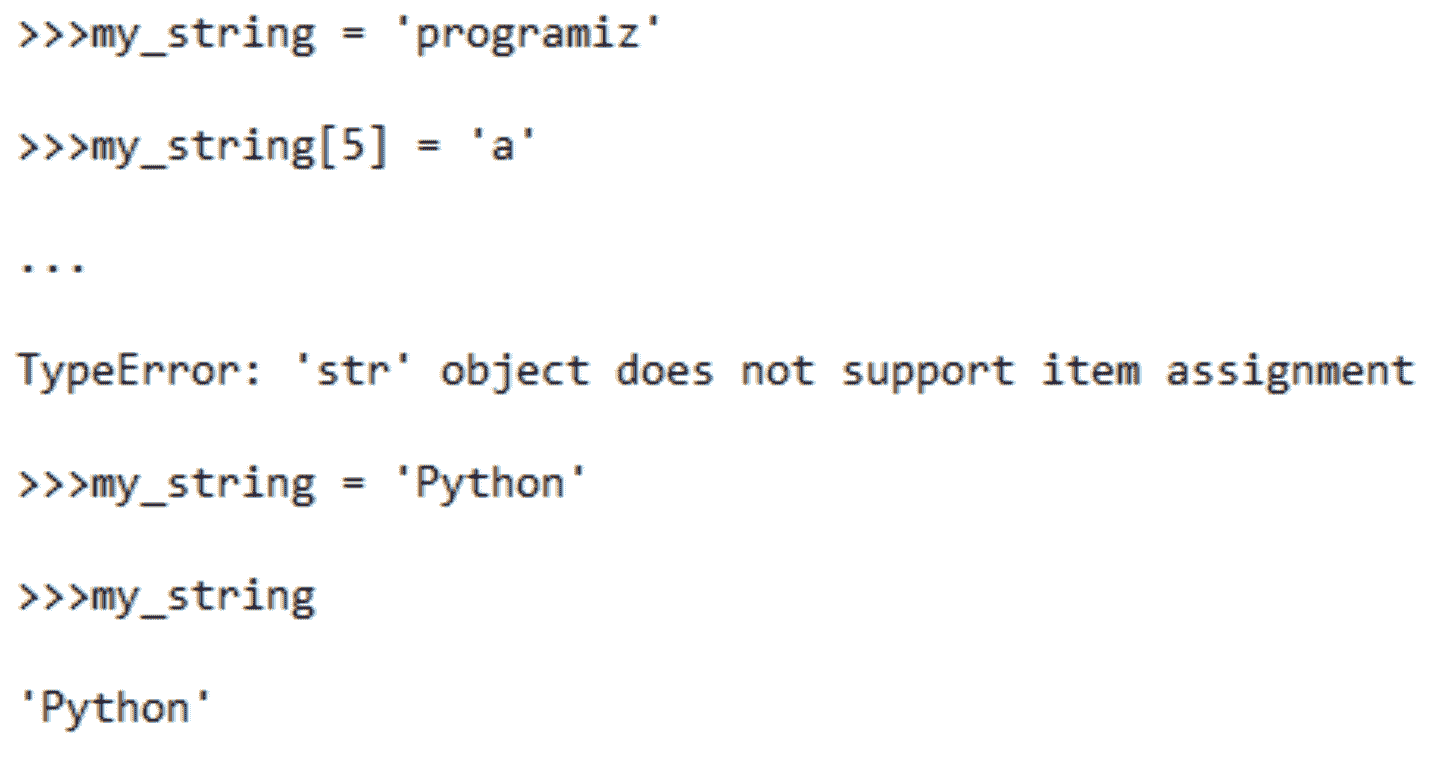 >>>my_string = 'programiz'
>>>my_string[5] = 'a'
...
TypeError: 'str' object does not support item assignment
>>>my_string = 'Python'
>>>my_string
'Python'